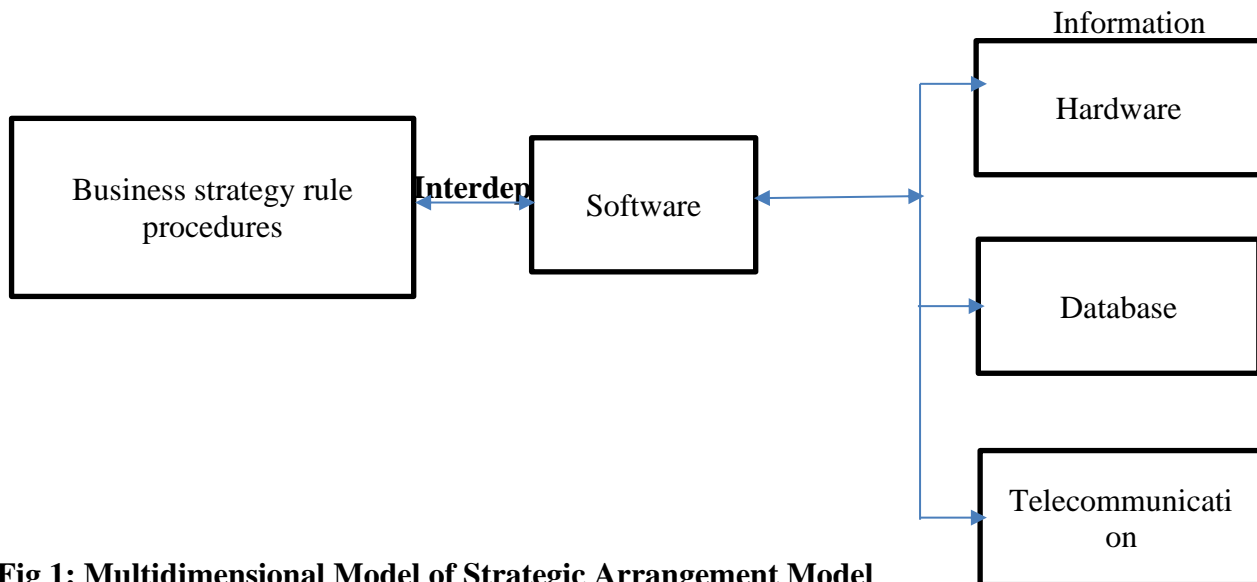 Information
Hardware
Business strategy rule
procedures
Interdep
Software
Database
Telecommunicati
on
Fig 1: Multidimensional Model of Strategic Arrangement Model